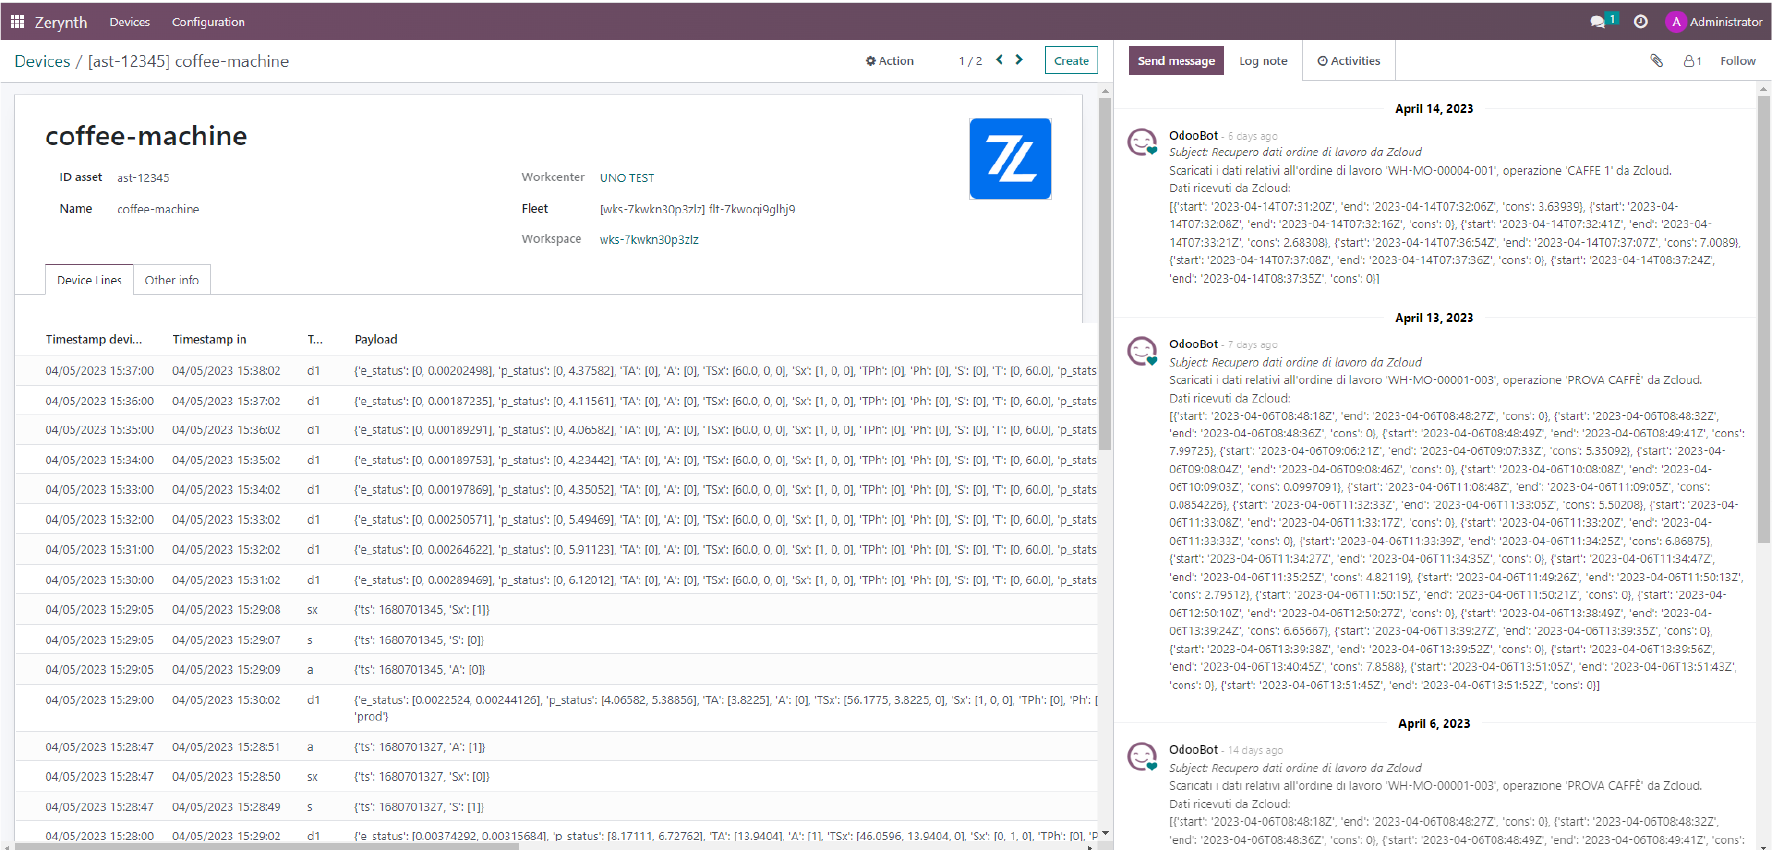 Zerynth Devices Configuration 1 A Administrator
Devices / [ast-12345] coffee-machine Action 1 / 2 Create
Send message Log note Activities 1 Follow
coffee-machine
ID asset ast-12345 Workcenter UNO TEST
Name coffee-machine Fleet [wks-7kwkn30p3zlz] flt-7kwoqi9glhj9
Workspace wks-7kwkn30p3zlz
Device Lines Other info
Timestamp devi... Timestamp in T... Payload
04/05/2023 15:37:00 04/05/2023 15:38:02 d1 {'e_status': [0, 0.00202498], 'p_status': [0, 4.37582], 'TA': [0], 'A': [0], 'TSx': [60.0, 0, 0], 'Sx': [1, 0, 0], 'TPh': [0], 'Ph': [0], 'S': [0], 'T': [0, 60.0], 'p_stats
04/05/2023 15:36:00 04/05/2023 15:37:02 d1 {'e_status': [0, 0.00187235], 'p_status': [0, 4.11561], 'TA': [0], 'A': [0], 'TSx': [60.0, 0, 0], 'Sx': [1, 0, 0], 'TPh': [0], 'Ph': [0], 'S': [0], 'T': [0, 60.0], 'p_stats
04/05/2023 15:35:00 04/05/2023 15:36:02 d1 {'e_status': [0, 0.00189291], 'p_status': [0, 4.06582], 'TA': [0], 'A': [0], 'TSx': [60.0, 0, 0], 'Sx': [1, 0, 0], 'TPh': [0], 'Ph': [0], 'S': [0], 'T': [0, 60.0], 'p_stats
04/05/2023 15:34:00 04/05/2023 15:35:02 d1 {'e_status': [0, 0.00189753], 'p_status': [0, 4.23442], 'TA': [0], 'A': [0], 'TSx': [60.0, 0, 0], 'Sx': [1, 0, 0], 'TPh': [0], 'Ph': [0], 'S': [0], 'T': [0, 60.0], 'p_stats
04/05/2023 15:33:00 04/05/2023 15:34:02 d1 {'e_status': [0, 0.00197869], 'p_status': [0, 4.35052], 'TA': [0], 'A': [0], 'TSx': [60.0, 0, 0], 'Sx': [1, 0, 0], 'TPh': [0], 'Ph': [0], 'S': [0], 'T': [0, 60.0], 'p_stats
04/05/2023 15:32:00 04/05/2023 15:33:02 d1 {'e_status': [0, 0.00250571], 'p_status': [0, 5.49469], 'TA': [0], 'A': [0], 'TSx': [60.0, 0, 0], 'Sx': [1, 0, 0], 'TPh': [0], 'Ph': [0], 'S': [0], 'T': [0, 60.0], 'p_stats
04/05/2023 15:31:00 04/05/2023 15:32:02 d1 {'e_status': [0, 0.00264622], 'p_status': [0, 5.91123], 'TA': [0], 'A': [0], 'TSx': [60.0, 0, 0], 'Sx': [1, 0, 0], 'TPh': [0], 'Ph': [0], 'S': [0], 'T': [0, 60.0], 'p_stats
04/05/2023 15:30:00 04/05/2023 15:31:02 d1 {'e_status': [0, 0.00289469], 'p_status': [0, 6.12012], 'TA': [0], 'A': [0], 'TSx': [60.0, 0, 0], 'Sx': [1, 0, 0], 'TPh': [0], 'Ph': [0], 'S': [0], 'T': [0, 60.0], 'p_stats
04/05/2023 15:29:05 04/05/2023 15:29:08 sx {'ts': 1680701345, 'Sx': [1]}
04/05/2023 15:29:05 04/05/2023 15:29:07 s {'ts': 1680701345, 'S': [0]}
04/05/2023 15:29:05 04/05/2023 15:29:09 a {'ts': 1680701345, 'A': [0]}
04/05/2023 15:29:00 04/05/2023 15:30:02 d1 {'e_status': [0.0022524, 0.00244126], 'p_status': [4.06582, 5.38856], 'TA': [3.8225], 'A': [0], 'TSx': [56.1775, 3.8225, 0], 'Sx': [1, 0, 0], 'TPh': [0], 'Ph': [
'prod'}
04/05/2023 15:28:47 04/05/2023 15:28:51 a {'ts': 1680701327, 'A': [1]}
04/05/2023 15:28:47 04/05/2023 15:28:50 sx {'ts': 1680701327, 'Sx': [0]}
04/05/2023 15:28:47 04/05/2023 15:28:49 s {'ts': 1680701327, 'S': [1]}
04/05/2023 15:28:00 04/05/2023 15:29:02 d1 {'e_status': [0.00374292, 0.00315684], 'p_status': [8.17111, 6.72762], 'TA': [13.9404], 'A': [1], 'TSx': [46.0596, 13.9404, 0], 'Sx': [0, 1, 0], 'TPh': [0], 'P
April 14, 2023
OdooBot - 6 days ago
Subject: Recupero dati ordine di lavoro da Zcloud
Scaricati i dati relativi all'ordine di lavoro 'WH-MO-00004-001', operazione 'CAFFE 1' da Zcloud.
Dati ricevuti da Zcloud:
[{'start': '2023-04-14T07:31:20Z', 'end': '2023-04-14T07:32:06Z', 'cons': 3.63939}, {'start': '2023-04-
14T07:32:08Z', 'end': '2023-04-14T07:32:16Z', 'cons': 0}, {'start': '2023-04-14T07:32:41Z', 'end': '2023-04-
14T07:33:21Z', 'cons': 2.68308}, {'start': '2023-04-14T07:36:54Z', 'end': '2023-04-14T07:37:07Z', 'cons': 7.0089},
{'start': '2023-04-14T07:37:08Z', 'end': '2023-04-14T07:37:36Z', 'cons': 0}, {'start': '2023-04-14T08:37:24Z',
'end': '2023-04-14T08:37:35Z', 'cons': 0}]
April 13, 2023
OdooBot - 7 days ago
Subject: Recupero dati ordine di lavoro da Zcloud
Scaricati i dati relativi all'ordine di lavoro 'WH-MO-00001-003', operazione 'PROVA CAFFÈ' da Zcloud.
Dati ricevuti da Zcloud:
[{'start': '2023-04-06T08:48:18Z', 'end': '2023-04-06T08:48:27Z', 'cons': 0}, {'start': '2023-04-06T08:48:32Z',
'end': '2023-04-06T08:48:36Z', 'cons': 0}, {'start': '2023-04-06T08:48:49Z', 'end': '2023-04-06T08:49:41Z', 'cons':
7.99725}, {'start': '2023-04-06T09:06:21Z', 'end': '2023-04-06T09:07:33Z', 'cons': 5.35092}, {'start': '2023-04-
06T09:08:04Z', 'end': '2023-04-06T09:08:46Z', 'cons': 0}, {'start': '2023-04-06T10:08:08Z', 'end': '2023-04-
06T10:09:03Z', 'cons': 0.0997091}, {'start': '2023-04-06T11:08:48Z', 'end': '2023-04-06T11:09:05Z', 'cons':
0.0854226}, {'start': '2023-04-06T11:32:33Z', 'end': '2023-04-06T11:33:05Z', 'cons': 5.50208}, {'start': '2023-04-
06T11:33:08Z', 'end': '2023-04-06T11:33:17Z', 'cons': 0}, {'start': '2023-04-06T11:33:20Z', 'end': '2023-04-
06T11:33:33Z', 'cons': 0}, {'start': '2023-04-06T11:33:39Z', 'end': '2023-04-06T11:34:25Z', 'cons': 6.86875},
{'start': '2023-04-06T11:34:27Z', 'end': '2023-04-06T11:34:35Z', 'cons': 0}, {'start': '2023-04-06T11:34:47Z',
'end': '2023-04-06T11:35:25Z', 'cons': 4.82119}, {'start': '2023-04-06T11:49:26Z', 'end': '2023-04-06T11:50:13Z',
'cons': 2.79512}, {'start': '2023-04-06T11:50:15Z', 'end': '2023-04-06T11:50:21Z', 'cons': 0}, {'start': '2023-04-
06T12:50:10Z', 'end': '2023-04-06T12:50:27Z', 'cons': 0}, {'start': '2023-04-06T13:38:49Z', 'end': '2023-04-
06T13:39:24Z', 'cons': 6.65667}, {'start': '2023-04-06T13:39:27Z', 'end': '2023-04-06T13:39:35Z', 'cons': 0},
{'start': '2023-04-06T13:39:38Z', 'end': '2023-04-06T13:39:52Z', 'cons': 0}, {'start': '2023-04-06T13:39:56Z',
'end': '2023-04-06T13:40:45Z', 'cons': 7.8588}, {'start': '2023-04-06T13:51:05Z', 'end': '2023-04-06T13:51:43Z',
'cons': 0}, {'start': '2023-04-06T13:51:45Z', 'end': '2023-04-06T13:51:52Z', 'cons': 0}]
April 6, 2023
OdooBot - 14 days ago
Subject: Recupero dati ordine di lavoro da Zcloud
Scaricati i dati relativi all'ordine di lavoro 'WH-MO-00001-003', operazione 'PROVA CAFFÈ' da Zcloud.
Dati ricevuti da Zcloud:
[{'start': '2023-04-06T08:48:18Z', 'end': '2023-04-06T08:48:27Z', 'cons': 0}, {'start': '2023-04-06T08:48:32Z',
'end': '2023-04-06T08:48:36Z', 'cons': 0}, {'start': '2023-04-06T08:48:49Z', 'end': '2023-04-06T08:49:41Z', 'cons':